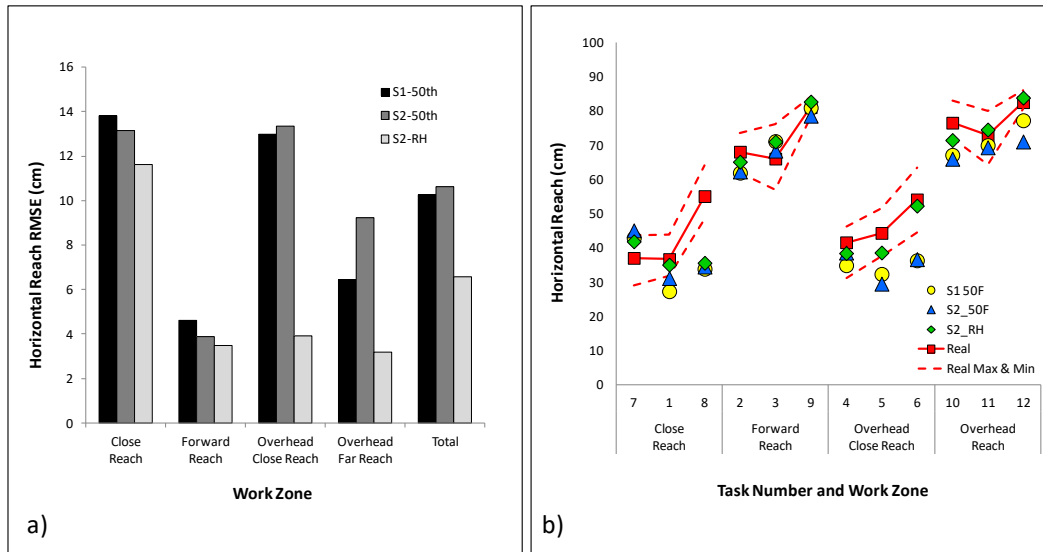 16
14
12
10
8
6
4
2
0
Horizontal Reach RMSE (cm)
S1-50th
S2-50th
S2-RH
Close
Reach
Forward
Reach
Overhead
Close Reach
Overhead
Far Reach
Total
Work Zone
a)
100
90
80
70
60
50
40
30
20
10
0
Horizontal Reach (cm)
S1 50F
S2_50F
S2_RH
Real
Real Max & Min
7 1 8 2 3 9 4 5 6 10 11 12
Close
Reach
Forward
Reach
Overhead
Close Reach
Overhead
Reach
Task Number and Work Zone
b)